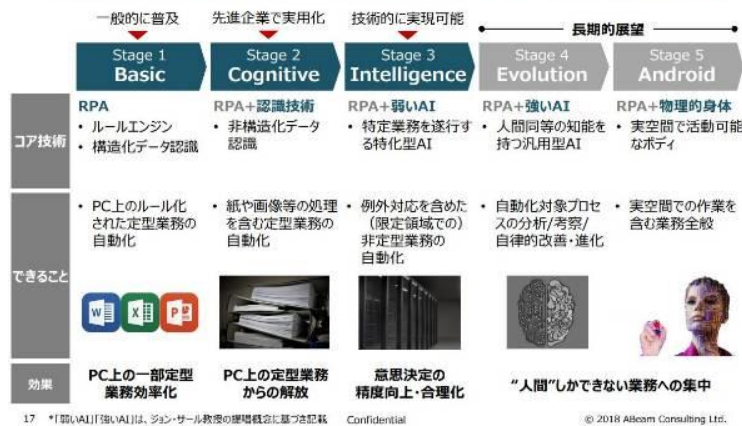 一般的に普及
先進企業で実用化
技術的に実現可能
長期的展望
Stage 1
Basic
Stage 2
Cognitive
Stage 3
Intelligence
Stage 4
Evolution
Stage 5
Android
コア技術
RPA
• ルールエンジン
• 構造化データ認識
RPA+認識技術
• 非構造化データ
認識
RPA+弱いAI
• 特定業務を遂行す
る特化型AI
RPA+強いAI
• 人間同等の知能を
持つ汎用型AI
RPA+物理的身体
• 実空間で活動可能
なボディ
できること
• PC上のルール化
された定型業務の
自動化
• 紙や画像等の処理
を含む定型業務の
自動化
• 例外対応を含めた
(限定領域での)
非定型業務の
自動化
• 自動化対象プロセ
スの分析/考察/
自律的改善・進化
• 実空間での作業を
含む業務全般
W
X
P
効果
PC上の一部定型
業務効率化
PC上の定型業務
からの解放
意思決定の
精度向上・合理化
“人間”しかできない業務への集中
17 *「弱いAI」「強いAI」は、ジョン・サール教授の提唱概念に基づき記載 Confidential © 2018 ABeam Consulting Ltd.